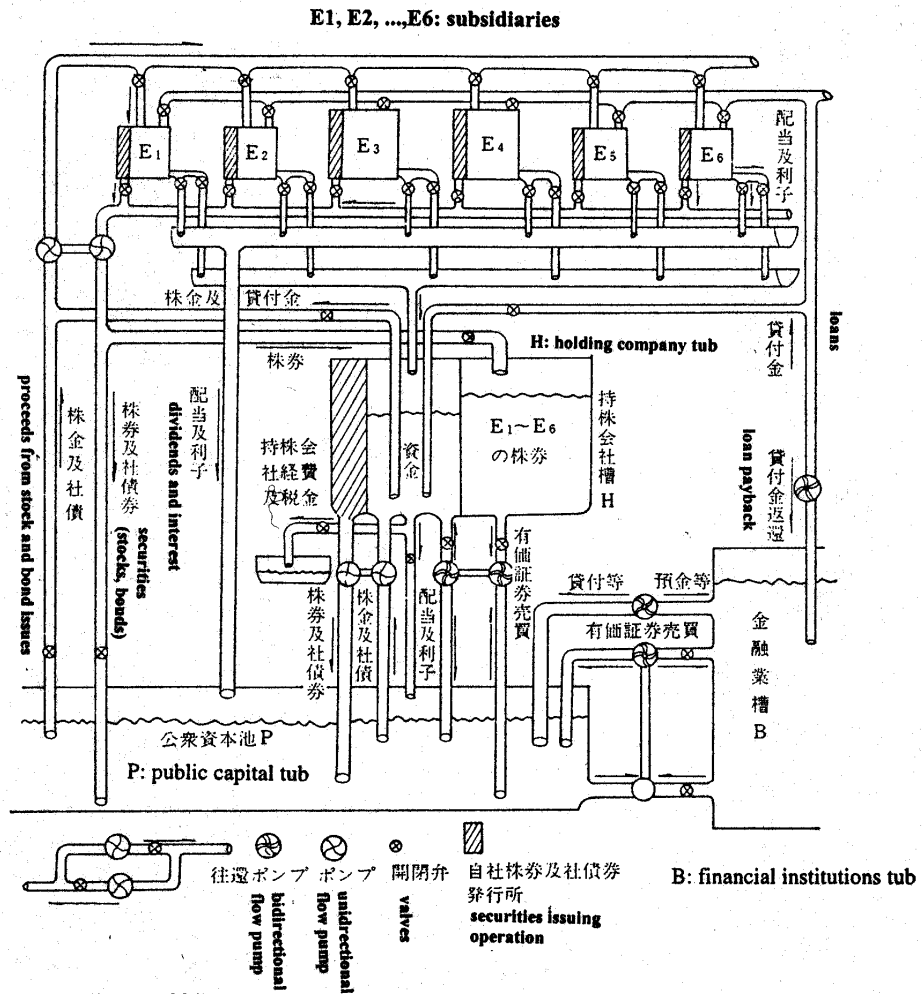 E1, E2, ...,E6: subsidiaries
E1
E2
E3
E4
E5
E6
配当及利子
株金及 貸付金
株券
H: holding company tub
loans
貸付金
proceeds from stock and bond issues
株金及社債
株券及社債券
securities
(stocks, bonds)
dividends and interest
配当及利子
持株会
社経費
及税金
資金
E1~E6
の株券
持株会社槽H
loan payback
貸付金返還
株券及社債券
株金及社債
配当及利子
有価証券売買
貸付等 預金等
有価証券売買
金融業槽B
公衆資本池P
P: public capital tub
往還ポンプ
bidirectional
flow pump
ポンプ
unidirectional
flow pump
開閉弁
valves
自社株券及社債券
発行所
securities issuing
operation
B: financial institutions tub